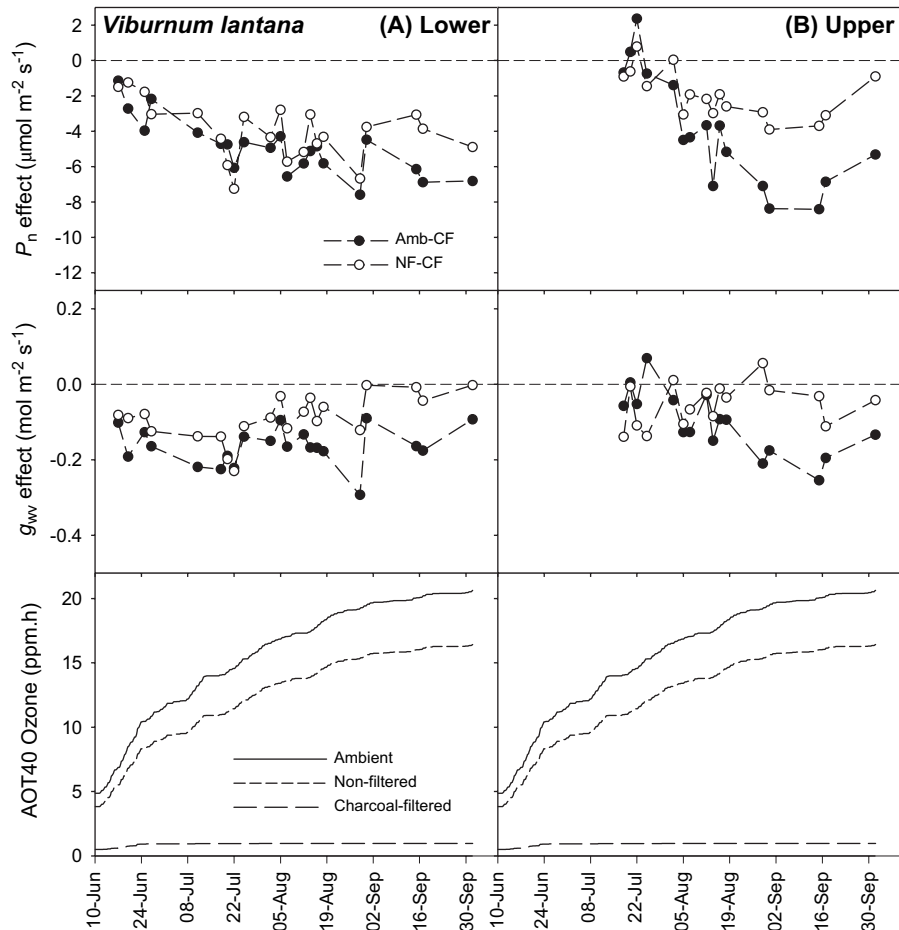 Viburnum lantana
(A) Lower
(B) Upper
2
0
-2
-4
-6
-8
-10
-12
Pn effect (μmol m-2 s-1)
Amb-CF
NF-CF
0.2
0.0
-0.2
-0.4
gwv effect (mol m-2 s-1)
20
15
10
5
0
AOT40 Ozone (ppm.h)
Ambient
Non-filtered
Charcoal-filtered
10-Jun
24-Jun
08-Jul
22-Jul
05-Aug
19-Aug
02-Sep
16-Sep
30-Sep
10-Jun
24-Jun
08-Jul
22-Jul
05-Aug
19-Aug
02-Sep
16-Sep
30-Sep